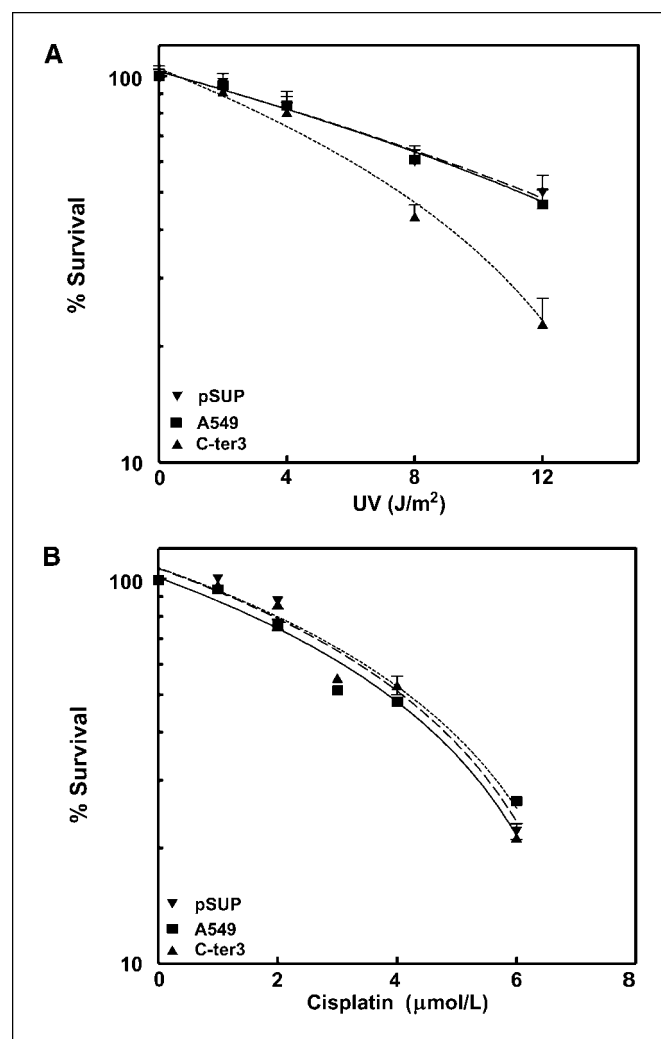 A
100
10
% Survival
pSUP
A549
C-ter3
0 4 8 12
UV (J/m²)
B
100
10
% Survival
pSUP
A549
C-ter3
0 2 4 6 8
Cisplatin (μmol/L)